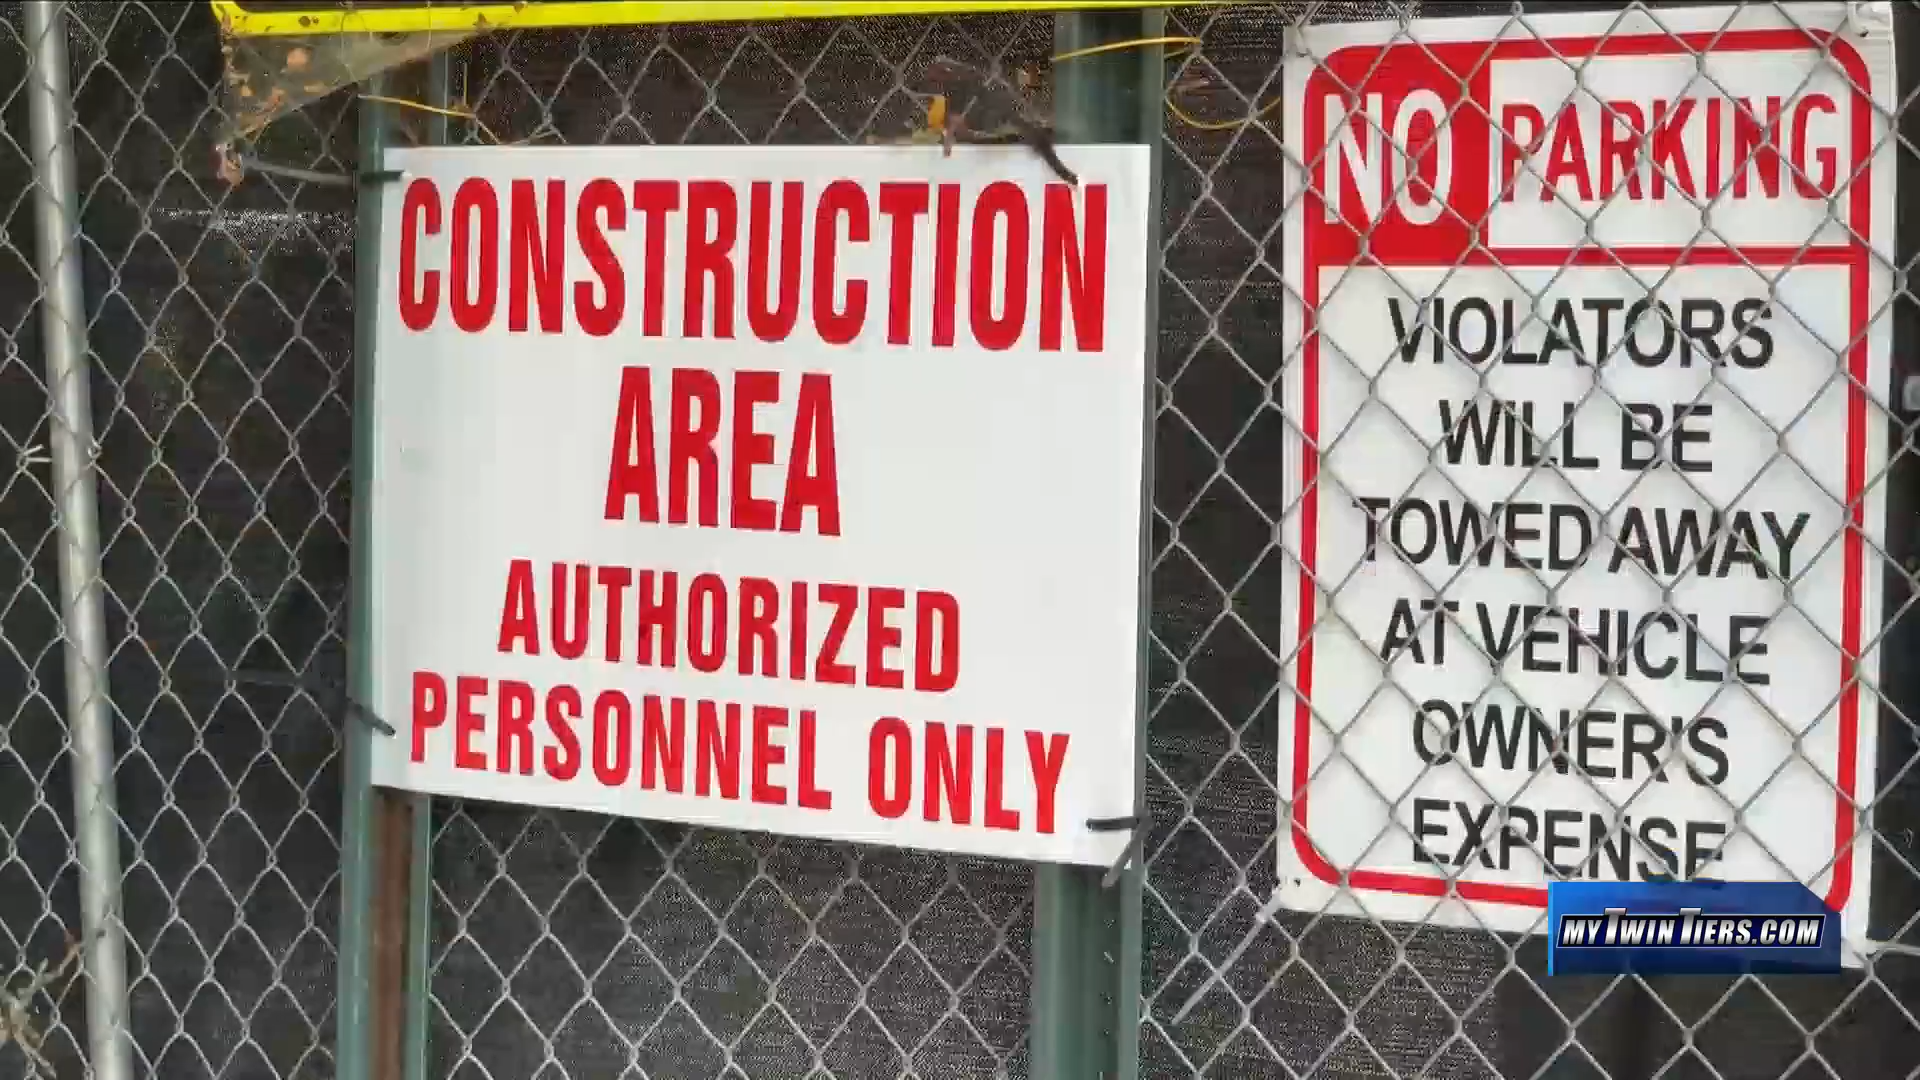 CONSTRUCTION
AREA
AUTHORIZED
PERSONNEL ONLY
NO PARKING
VIOLATORS
WILL BE
TOWED AWAY
AT VEHICLE
OWNER'S
EXPENSE
MYTWINTIERS.COM